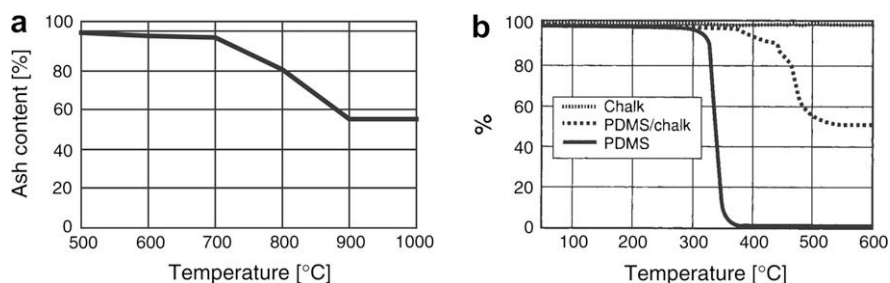 a
Ash content [%]
100
80
60
40
20
0
500 600 700 800 900 1000
Temperature [°C]
b
%
100
80
60
40
20
0
Chalk
PDMS/chalk
PDMS
100 200 300 400 500 600
Temperature [°C]